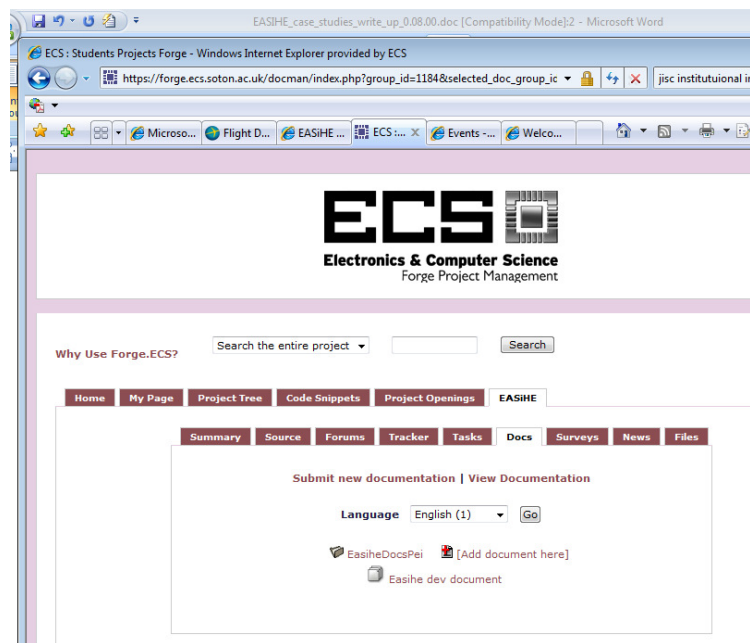 EASIHE_case_studies_write_up_0.08.00.doc [Compatibility Mode]:2 - Microsoft Word
ECS : Students Projects Forge - Windows Internet Explorer provided by ECS
https://forge.ecs.soton.ac.uk/docman/index.php?group_id=1184&selected_doc_group_ic jisc institutuional
Microso... Flight D... EASiHE ... ECS :... X Events -... Welco...
ECS
Electronics & Computer Science
Forge Project Management
Why Use Forge.ECS? Search the entire project Search
Home My Page Project Tree Code Snippets Project Openings EASiHE
Summary Source Forums Tracker Tasks Docs Surveys News Files
Submit new documentation | View Documentation
Language English (1) Go
EasiheDocsPei [Add document here]
Easihe dev document